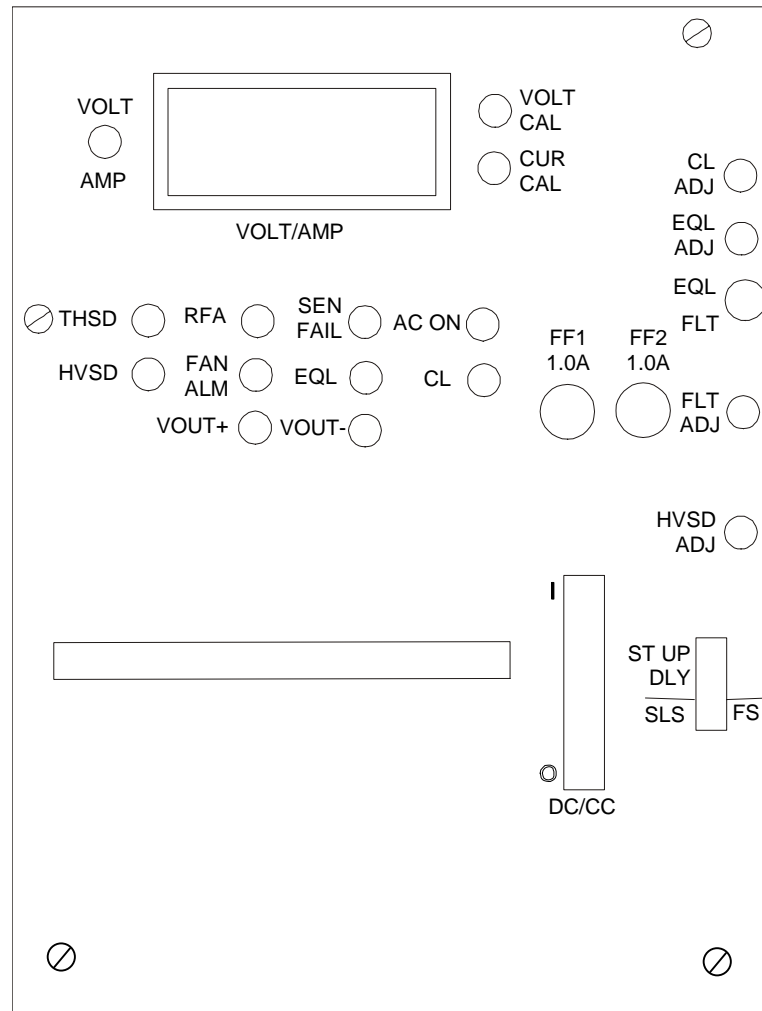 VOLT
AMP
VOLT/AMP
VOLT
CAL
CUR
CAL
CL
ADJ
EQL
ADJ
EQL
FLT
THSD
RFA
SEN
FAIL
AC ON
HVSD
FAN
ALM
EQL
CL
VOUT+
VOUT-
FF1
1.0A
FF2
1.0A
FLT
ADJ
HVSD
ADJ
I
O
DC/CC
ST UP
DLY
SLS
FS